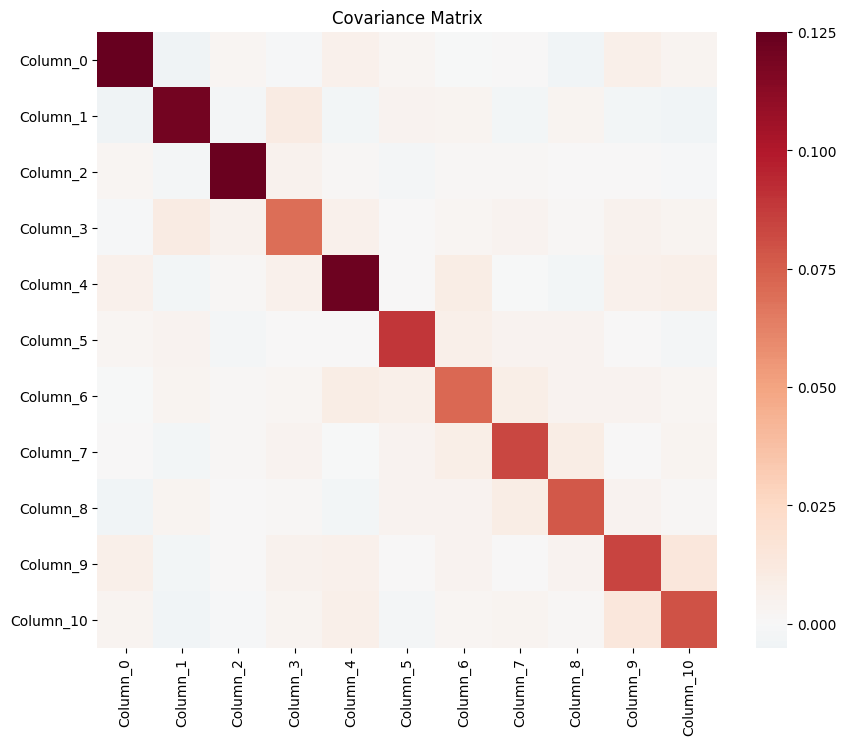 Covariance Matrix
Column_0
Column_1
Column_2
Column_3
Column_4
Column_5
Column_6
Column_7
Column_8
Column_9
Column_10
Column_0
Column_1
Column_2
Column_3
Column_4
Column_5
Column_6
Column_7
Column_8
Column_9
Column_10
0.125
0.100
0.075
0.050
0.025
0.000